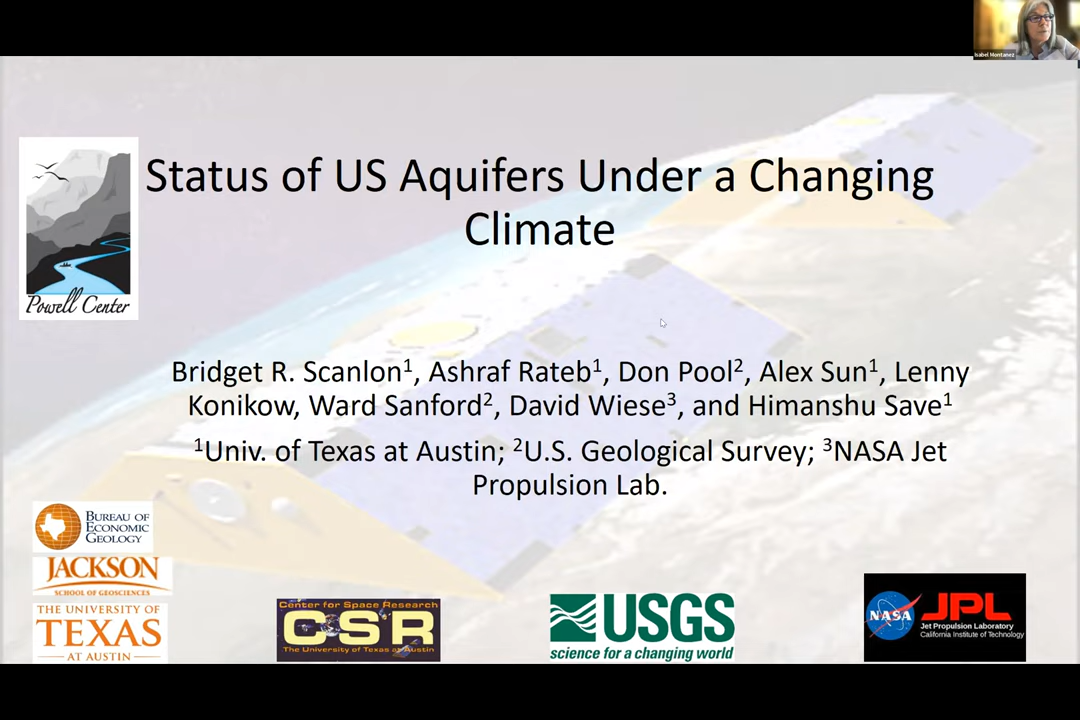 Isabel Montanez
Status of US Aquifers Under a Changing
Climate
Powell Center
Bridget R. Scanlon¹, Ashraf Rateb¹, Don Pool², Alex Sun¹, Lenny
Konikow, Ward Sanford², David Wiese³, and Himanshu Save¹
¹Univ. of Texas at Austin; ²U.S. Geological Survey; ³NASA Jet
Propulsion Lab.
BUREAU OF
ECONOMIC
GEOLOGY
JACKSON
SCHOOL OF GEOSCIENCES
THE UNIVERSITY OF
TEXAS
AT AUSTIN
Center for Space Research
CSR
The University of Texas at Austin
USGS
science for a changing world
NASA
JPL
Jet Propulsion Laboratory
California Institute of Technology